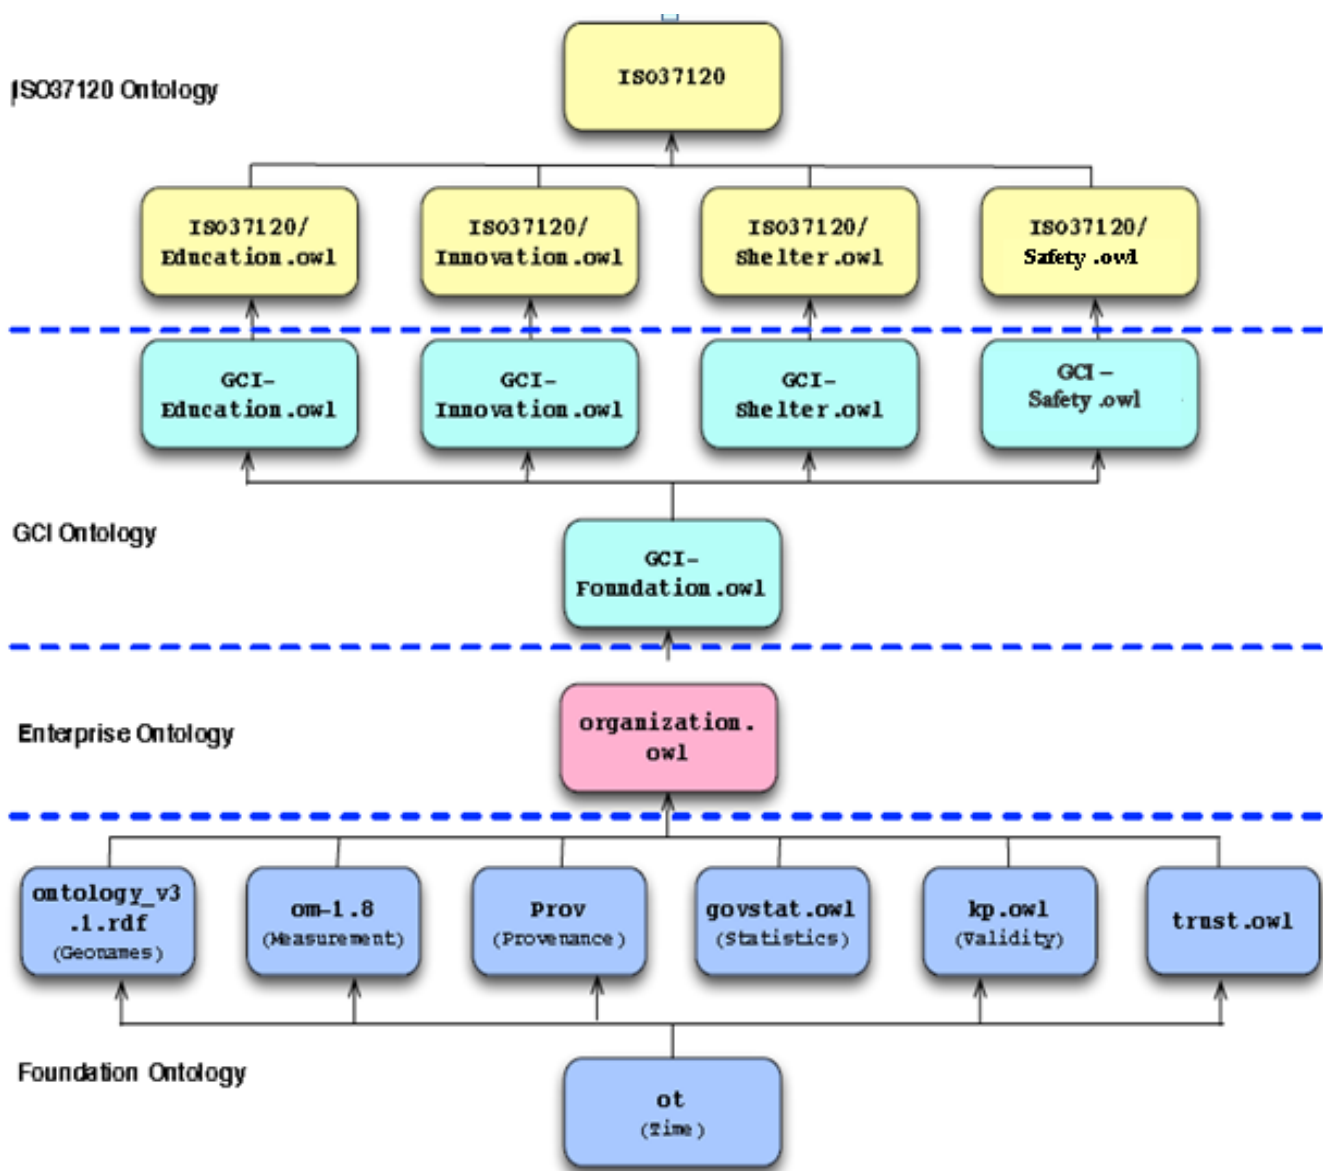 ISO37120
ISO37120 Ontology
Iso37120/
Education.owl
Iso37120/
Innovation.owl
Iso37120/
Shelter.owl
Iso37120/
Safety .owl
GCI-
Education.owl
GCI-
Innovation.owl
GCI-
Shelter.owl
GCI –
Safety .owl
GCI Ontology
GCI-
Foundation.owl
Enterprise Ontology
organization.
owl
ontology_v3
.1.rdf
(Geonames)
om-1.8
(Measurement)
Prov
(Provenance)
govstat.owl
(Statistics)
kp.owl
(Validity)
trust.owl
Foundation Ontology
ot
(Time)